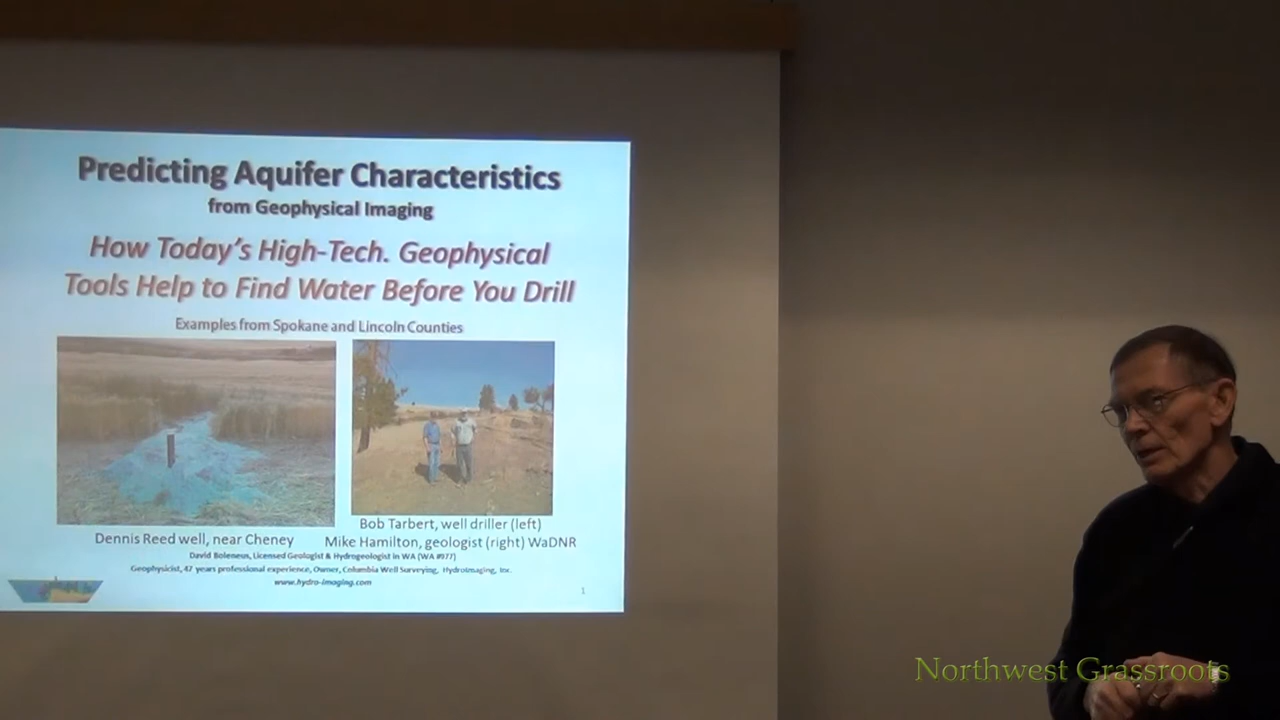 Predicting Aquifer Characteristics
from Geophysical Imaging
How Today's High-Tech. Geophysical
Tools Help to Find Water Before You Drill
Examples from Spokane and Lincoln Counties
Dennis Reed well, near Cheney
Bob Tarbert, well driller (left)
Mike Hamilton, geologist (right) WaDNR
David Boleneus, Licensed Geologist & Hydrogeologist in WA (WA #977)
Geophysicist, 47 years professional experience, Owner, Columbia Well Surveying, HydroImaging, Inc.
www.hydro-imaging.com
1
Northwest Grassroots